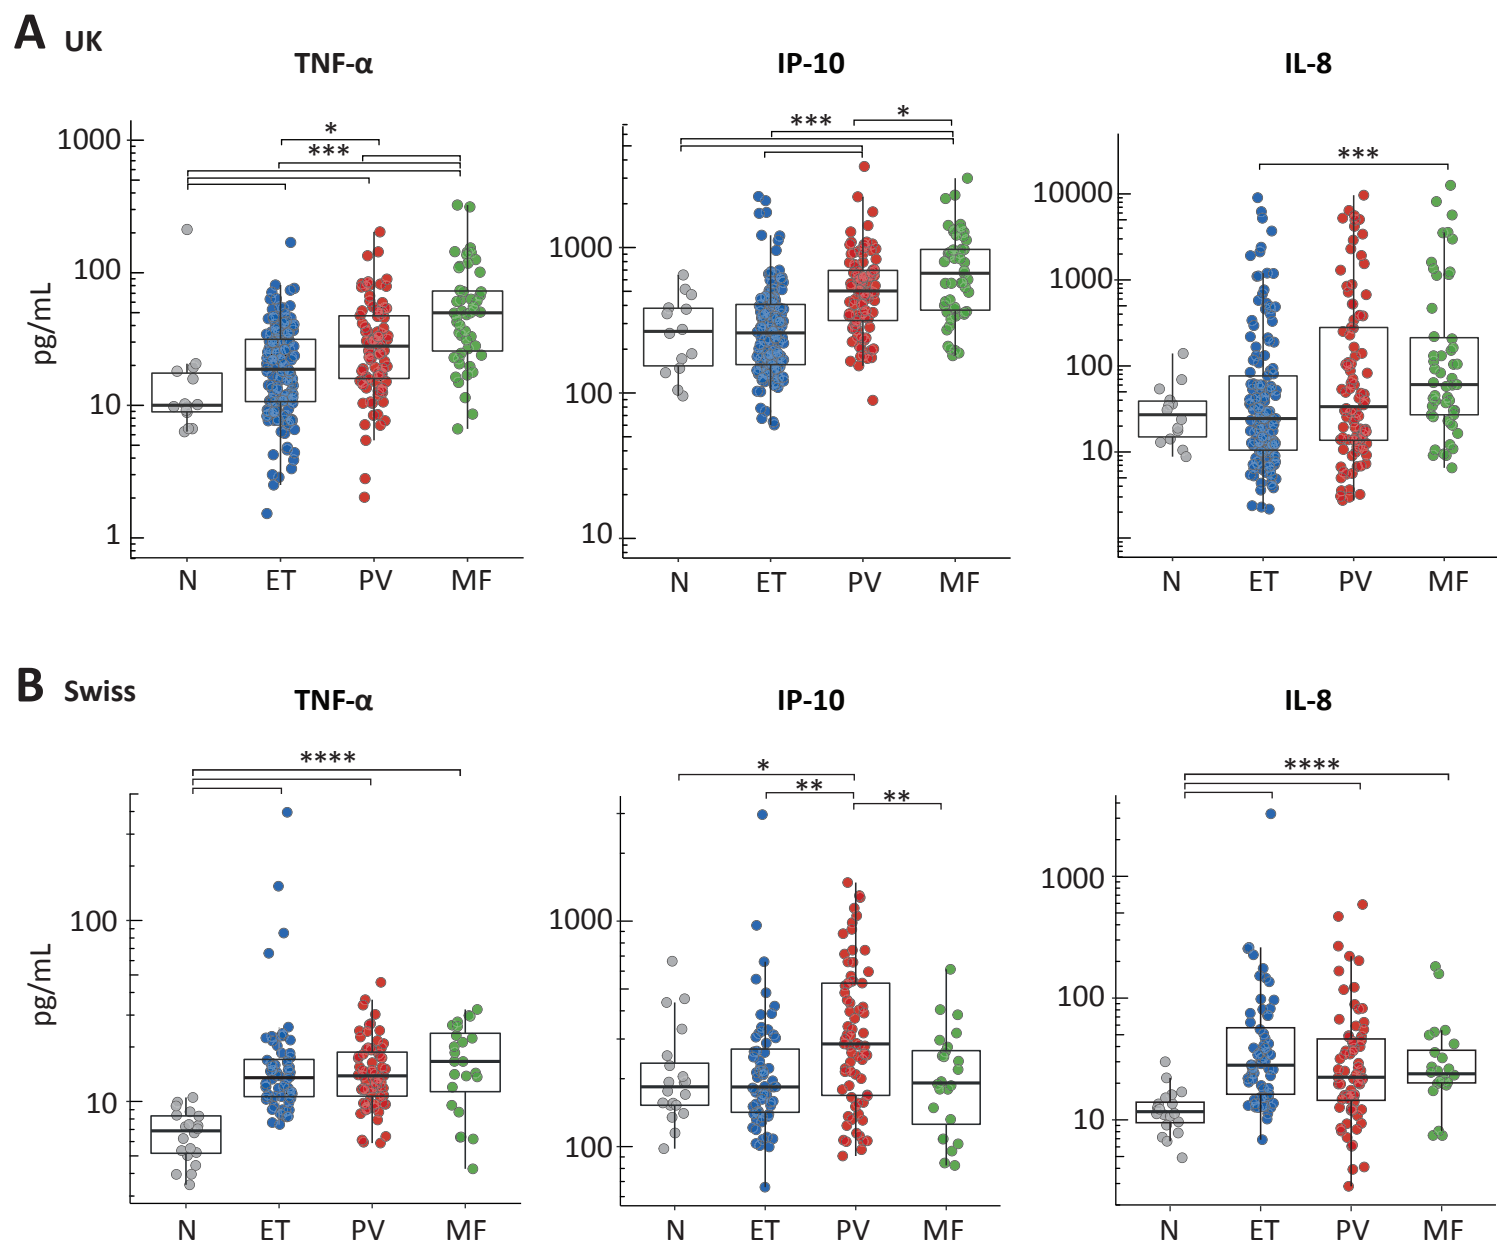 A UK
TNF-α IP-10 IL-8
* *** * ***
***
1000
100
10
1
pg/mL
N ET PV MF
1000
100
10
N ET PV MF
10000
1000
100
10
N ET PV MF
B Swiss
TNF-α IP-10 IL-8
**** * ** ** ****
100
10
pg/mL
N ET PV MF
1000
100
N ET PV MF
1000
100
10
N ET PV MF